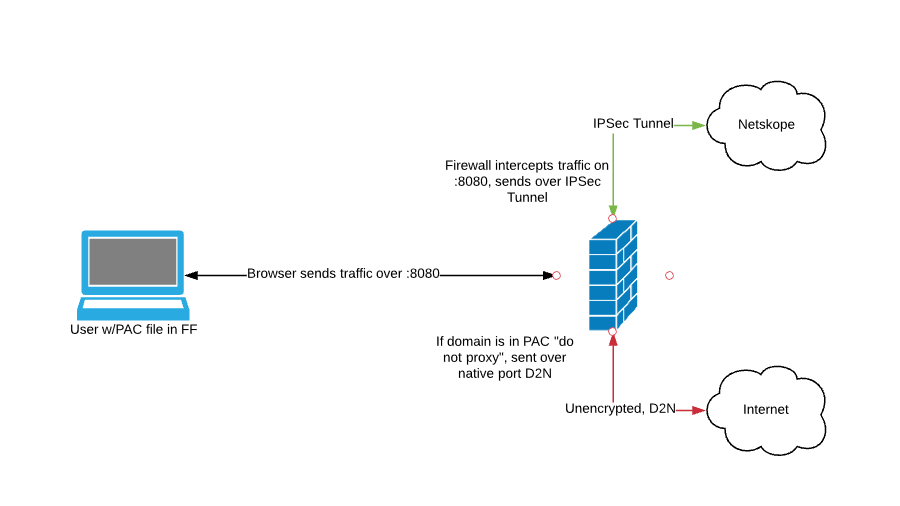 IPSec Tunnel
Netskope
Firewall intercepts traffic on
:8080, sends over IPSec
Tunnel
Browser sends traffic over :8080
User w/PAC file in FF
If domain is in PAC "do
not proxy", sent over
native port D2N
Unencrypted, D2N
Internet